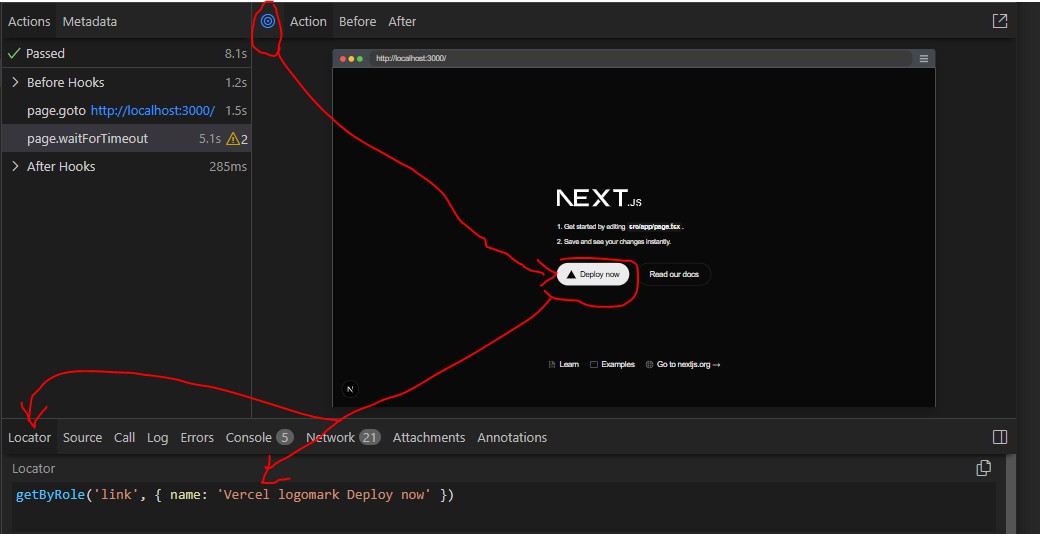 Actions Metadata
Action Before After
Passed 8.1s
Before Hooks 1.2s
page.goto http://localhost:3000/ 1.5s
page.waitForTimeout 5.1s 2
After Hooks 285ms
http://localhost:3000/
NEXT.JS
1. Get started by editing src/app/page.tsx .
2. Save and see your changes instantly.
Deploy now Read our docs
Learn Examples Go to nextjs.org →
N
Locator Source Call Log Errors Console 5 Network 21 Attachments Annotations
Locator
getByRole('link', { name: 'Vercel logomark Deploy now' })